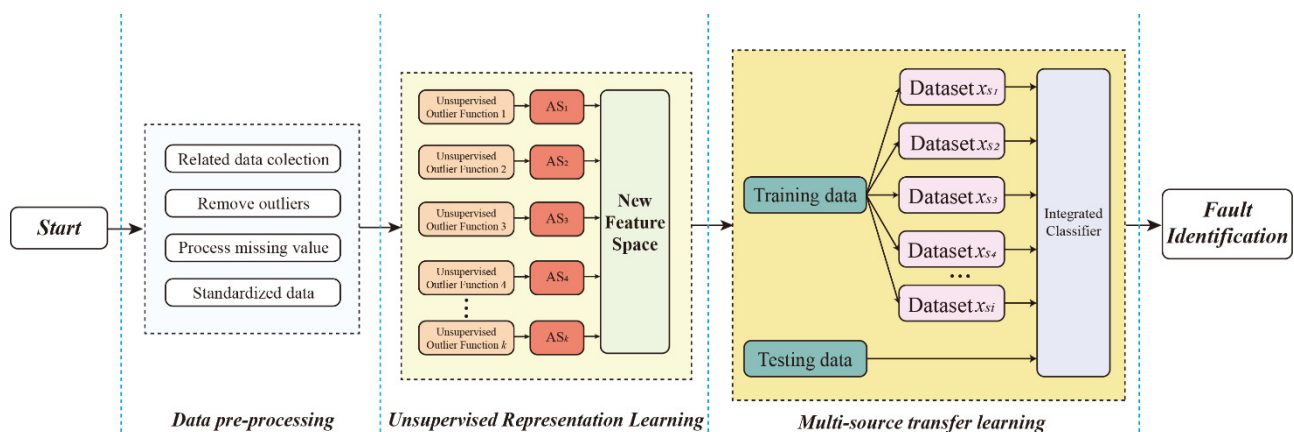 Start
Related data colection
Remove outliers
Process missing value
Standardized data
Data pre-processing
Unsupervised
Outlier Function 1
AS1
Unsupervised
Outlier Function 2
AS2
Unsupervised
Outlier Function 3
AS3
Unsupervised
Outlier Function 4
AS4
Unsupervised
Outlier Function k
ASk
New
Feature
Space
Unsupervised Representation Learning
Training data
Testing data
Dataset xS1
Dataset xS2
Dataset xS3
Dataset xS4
...
Dataset xSi
Integrated
Classifier
Multi-source transfer learning
Fault
Identification